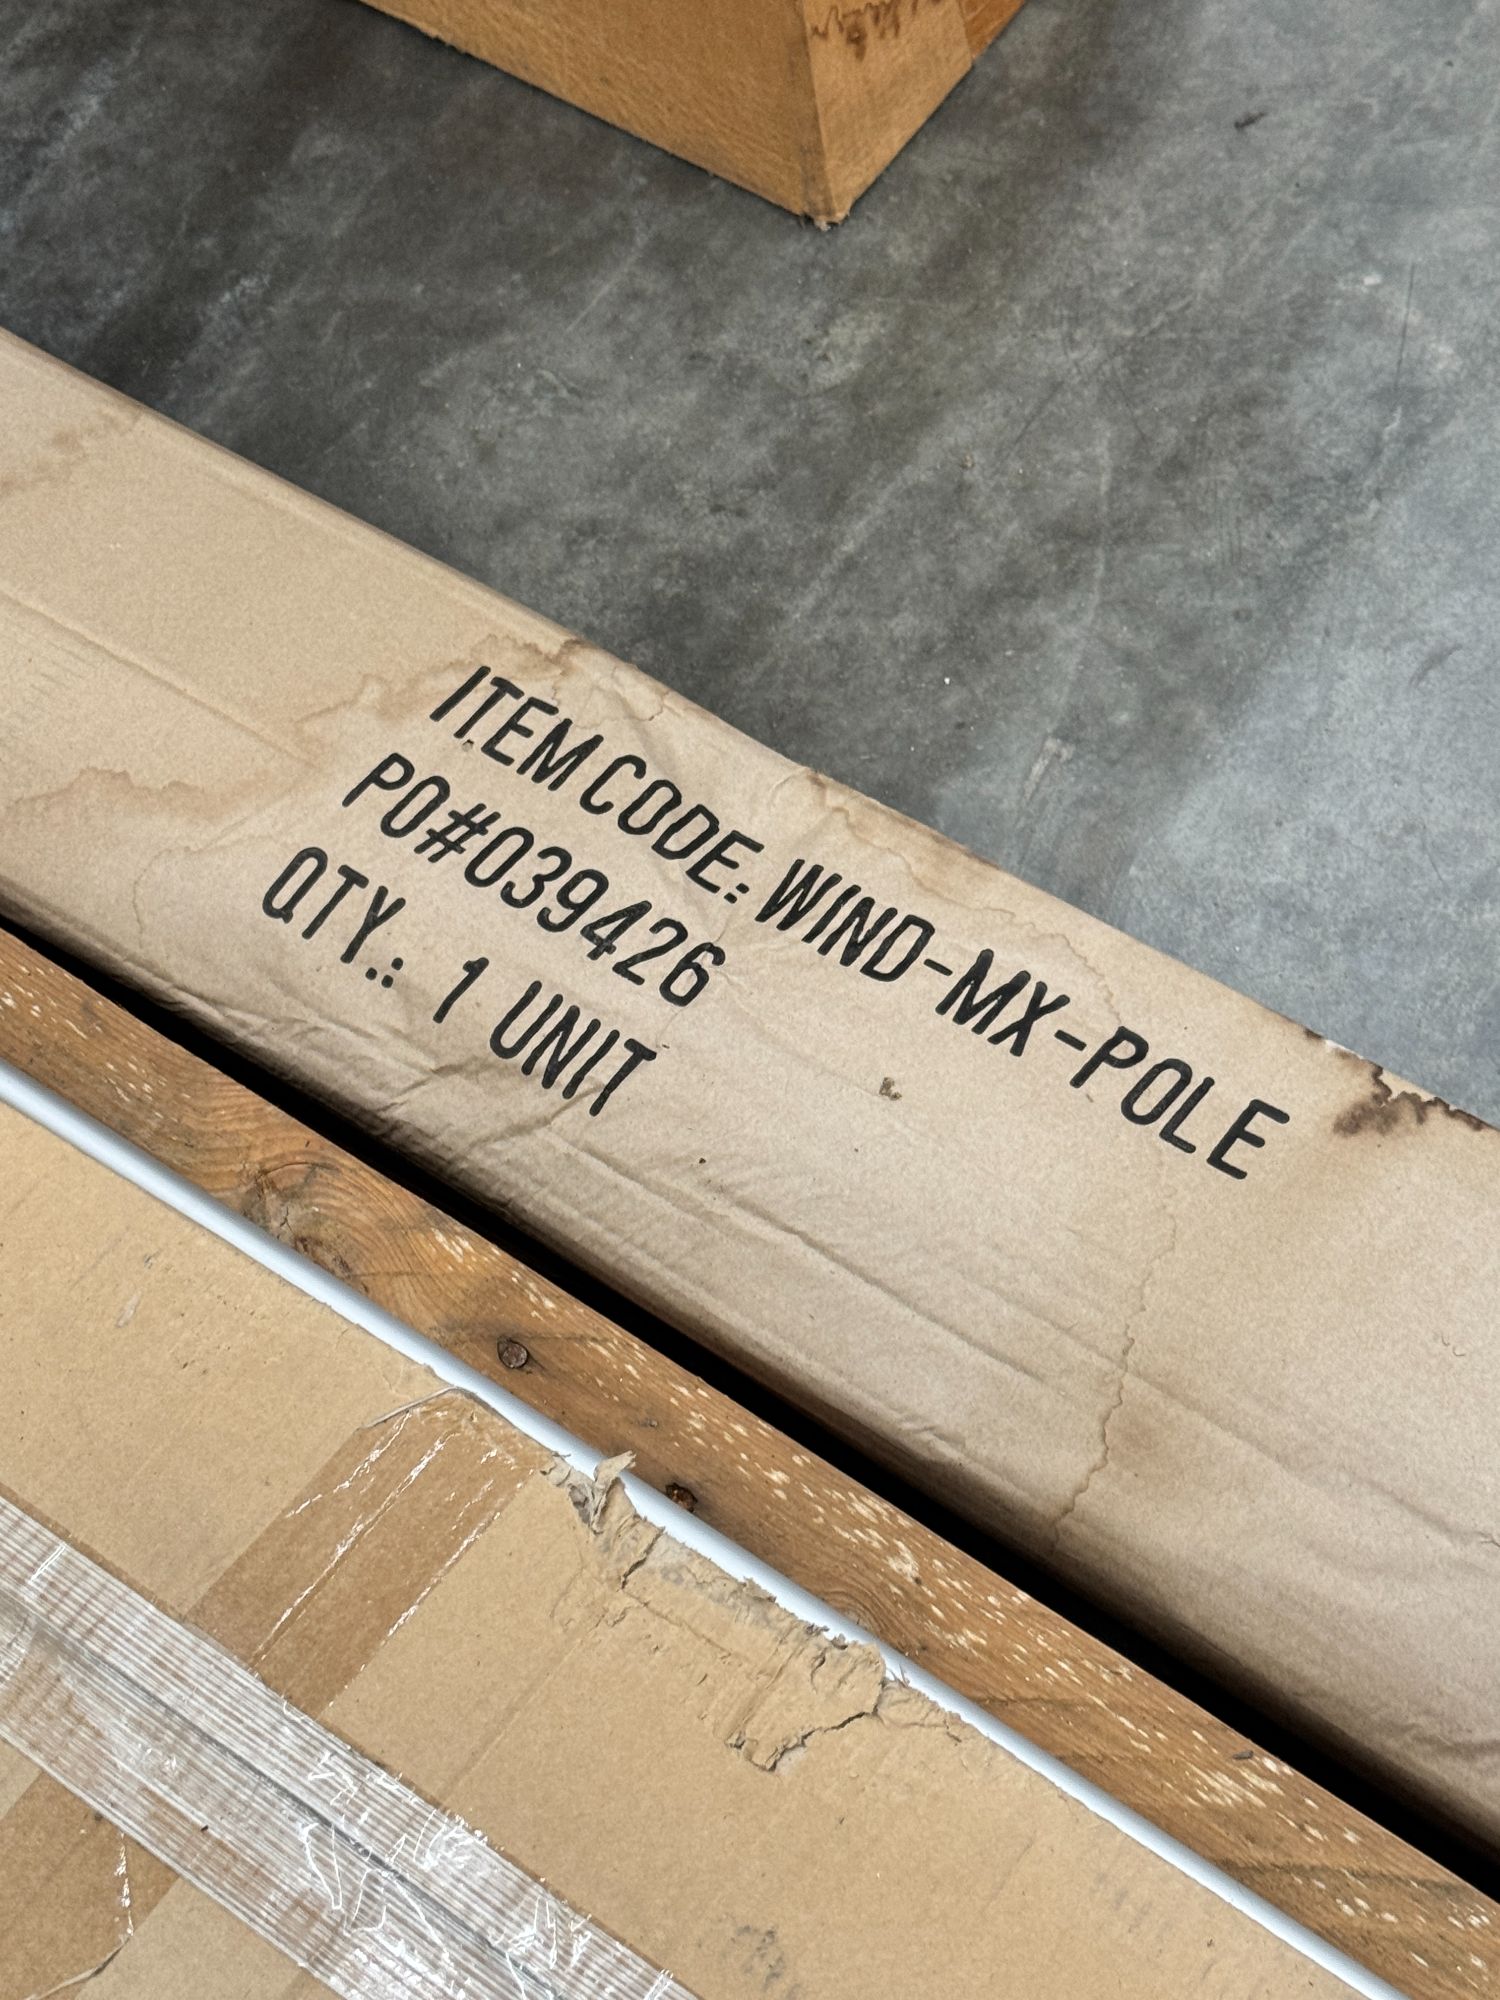 ITEM CODE: WIND-MX-POLE
PO#039426
QTY.: 1 UNIT